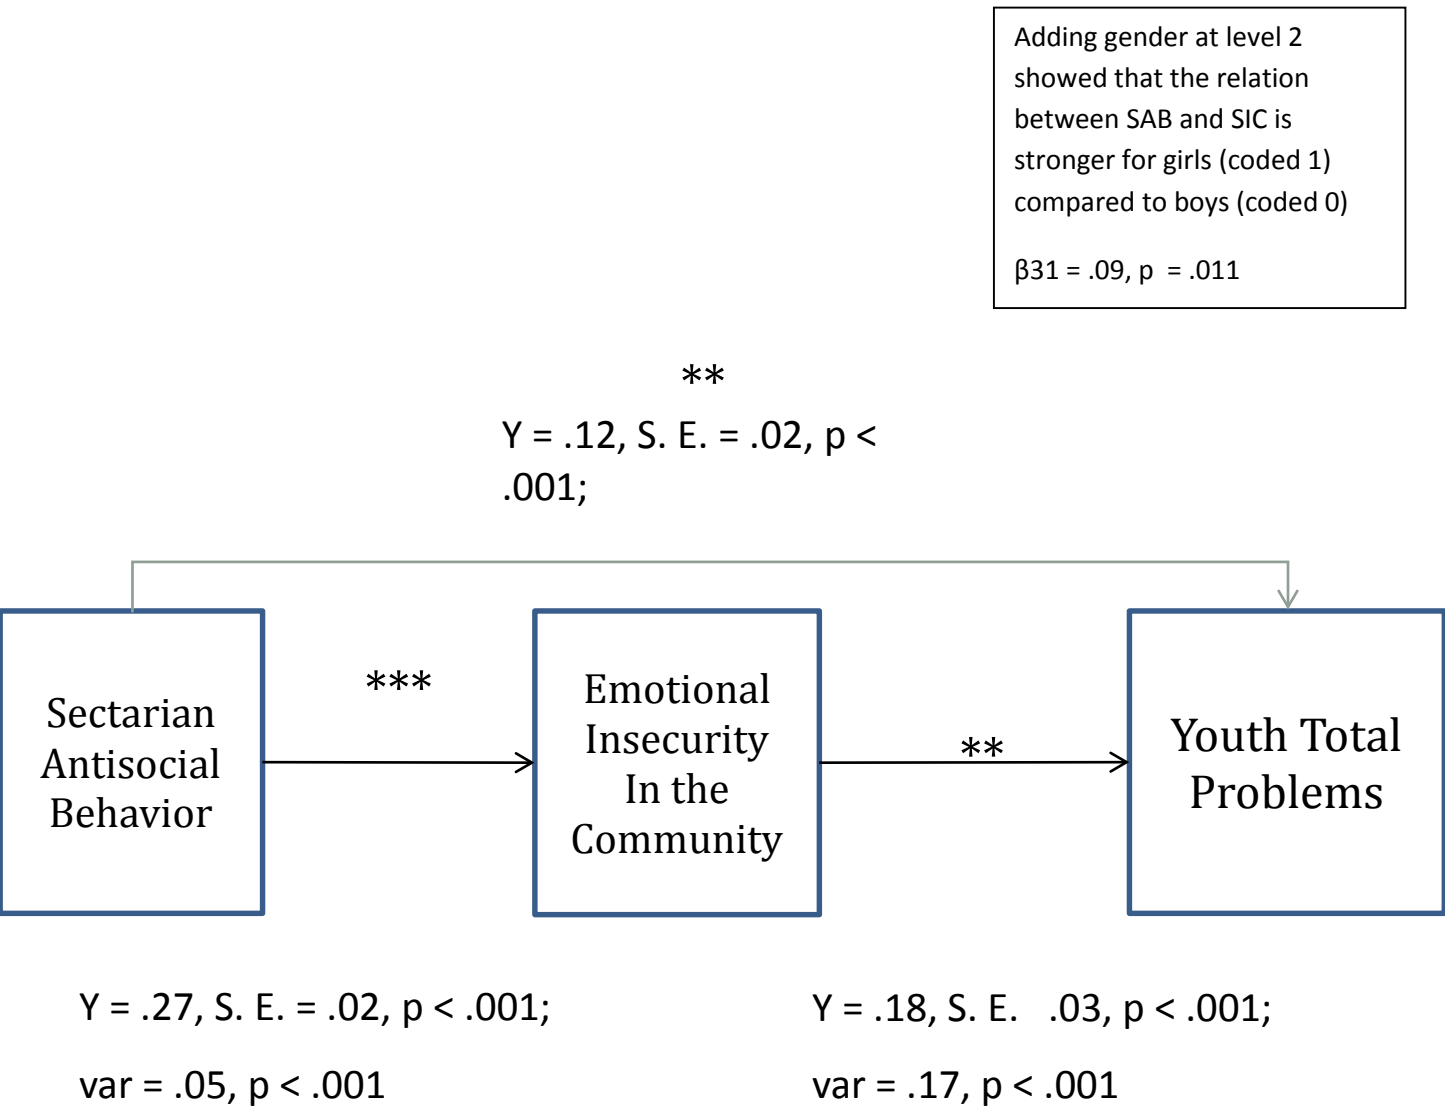 Adding gender at level 2
showed that the relation
between SAB and SIC is
stronger for girls (coded 1)
compared to boys (coded 0)
β31 = .09, p  = .011
**
Y = .12, S. E. = .02, p <
.001;
Sectarian
Antisocial
Behavior
***
Emotional
Insecurity
In the
Community
**
Youth Total
Problems
Y = .27, S. E. = .02, p < .001;
var = .05, p < .001
Y = .18, S. E.   .03, p < .001;
var = .17, p < .001